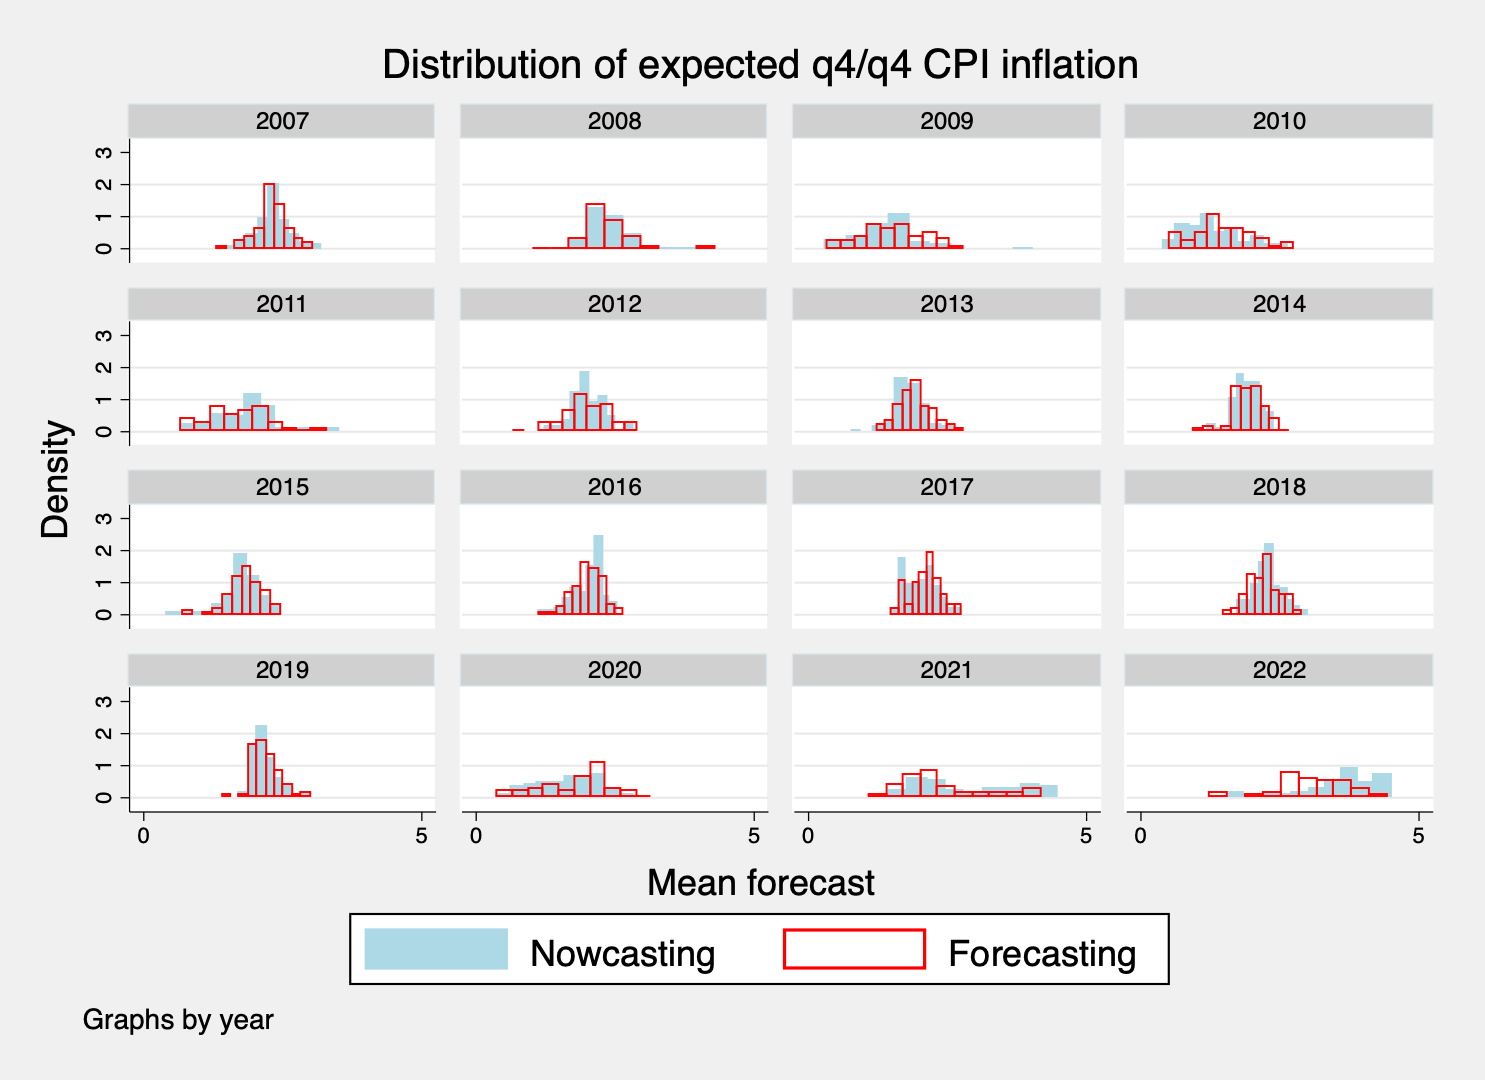 Distribution of expected q4/q4 CPI inflation
2007 2008 2009 2010
3
2
1
0
2011 2012 2013 2014
3
2
1
0
2015 2016 2017 2018
3
2
1
0
2019 2020 2021 2022
3
2
1
0
Density
0 5 0 5 0 5 0 5
Mean forecast
Nowcasting Forecasting
Graphs by year